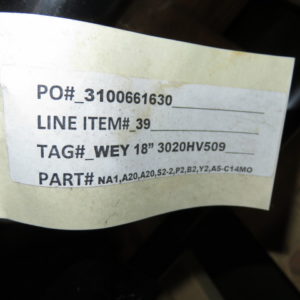 PO#_3100661630
LINE ITEM#_39
TAG#_WEY 18” 3020HV509
PART# NA1,A20,A20,S2-2,P2,B2,Y2,A5-C14MO